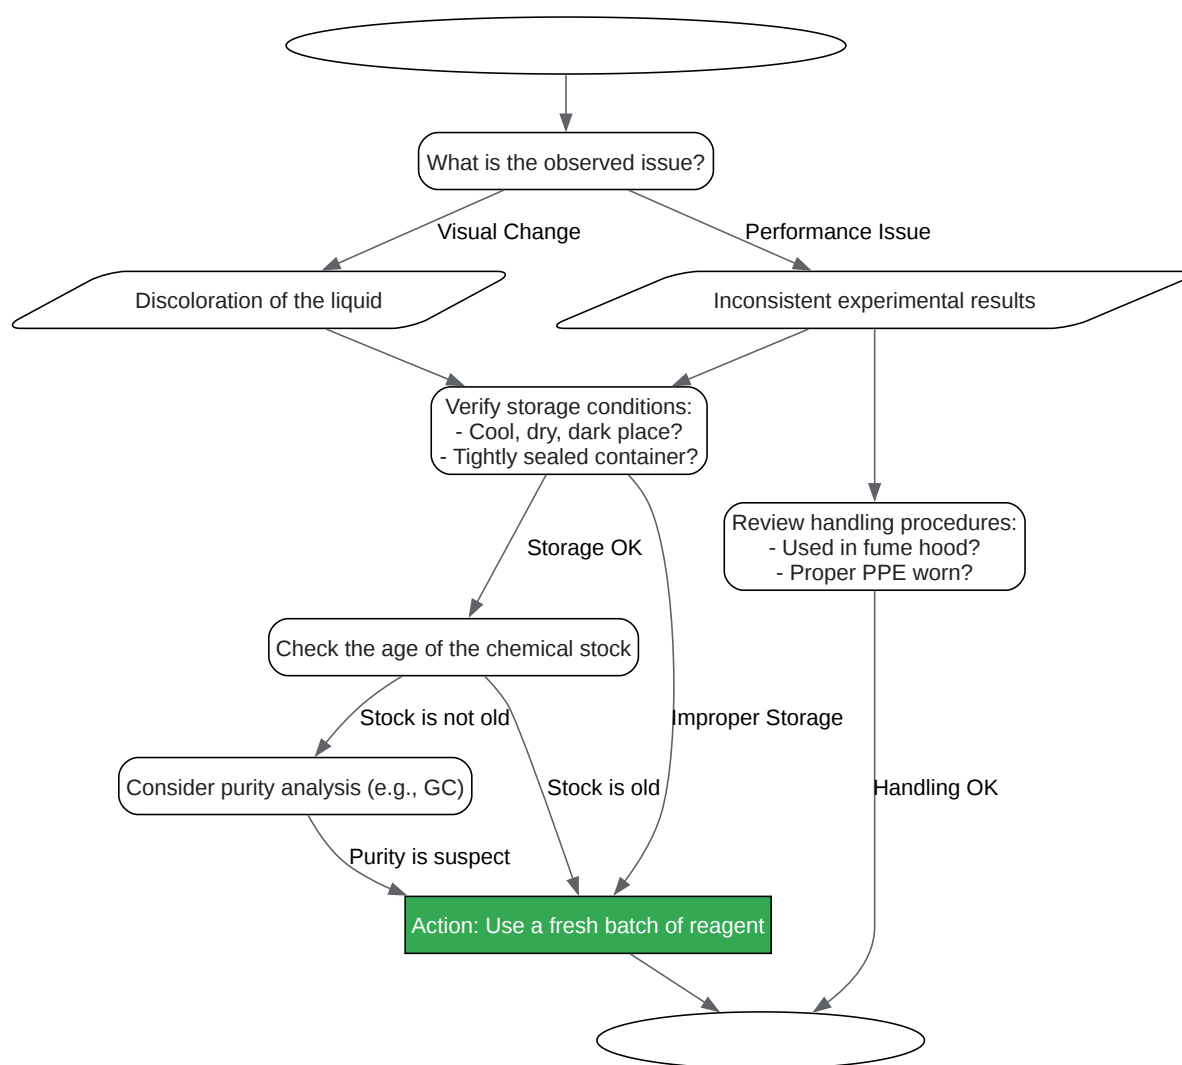 What is the observed issue?
Visual Change
Performance Issue
Discoloration of the liquid
Inconsistent experimental results
Verify storage conditions:
- Cool, dry, dark place?
- Tightly sealed container?
Review handling procedures:
- Used in fume hood?
- Proper PPE worn?
Storage OK
Check the age of the chemical stock
Stock is not old
Improper Storage
Consider purity analysis (e.g., GC)
Stock is old
Handling OK
Purity is suspect
Action: Use a fresh batch of reagent